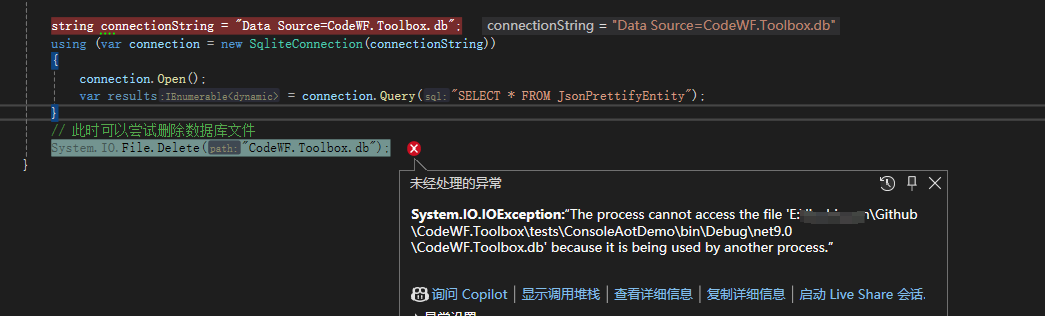 string connectionString = "Data Source=CodeWF.Toolbox.db"; connectionString = "Data Source=CodeWF.Toolbox.db"
using (var connection = new SqliteConnection(connectionString))
{
connection.Open();
var results:IEnumerable<dynamic> = connection.Query(sql:"SELECT * FROM JsonPrettifyEntity");
}
// 此时可以尝试删除数据库文件
System.IO.File.Delete(path:"CodeWF.Toolbox.db");
}
未经处理的异常
System.IO.IOException:“The process cannot access the file 'E:\Github
\CodeWF.Toolbox\tests\ConsoleAotDemo\bin\Debug\net9.0
\CodeWF.Toolbox.db' because it is being used by another process.”
询问 Copilot | 显示调用堆栈 | 查看详细信息 | 复制详细信息 | 启动 Live Share 会话.